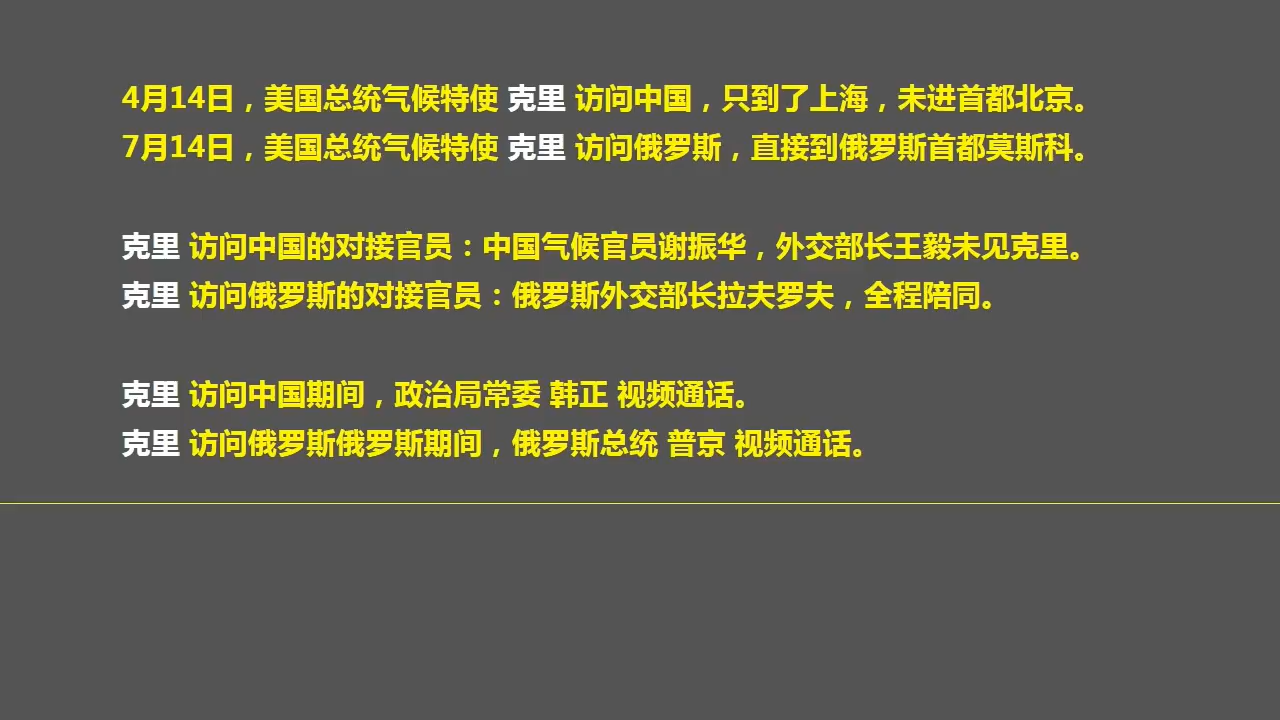 4月14日，美国总统气候特使 克里 访问中国，只到了上海，未进首都北京。
7月14日，美国总统气候特使 克里 访问俄罗斯，直接到俄罗斯首都莫斯科。
克里 访问中国的对接官员：中国气候官员谢振华，外交部长王毅未见克里。
克里 访问俄罗斯的对接官员：俄罗斯外交部长拉夫罗夫，全程陪同。
克里 访问中国期间，政治局常委 韩正 视频通话。
克里 访问俄罗斯俄罗斯期间，俄罗斯总统 普京 视频通话。